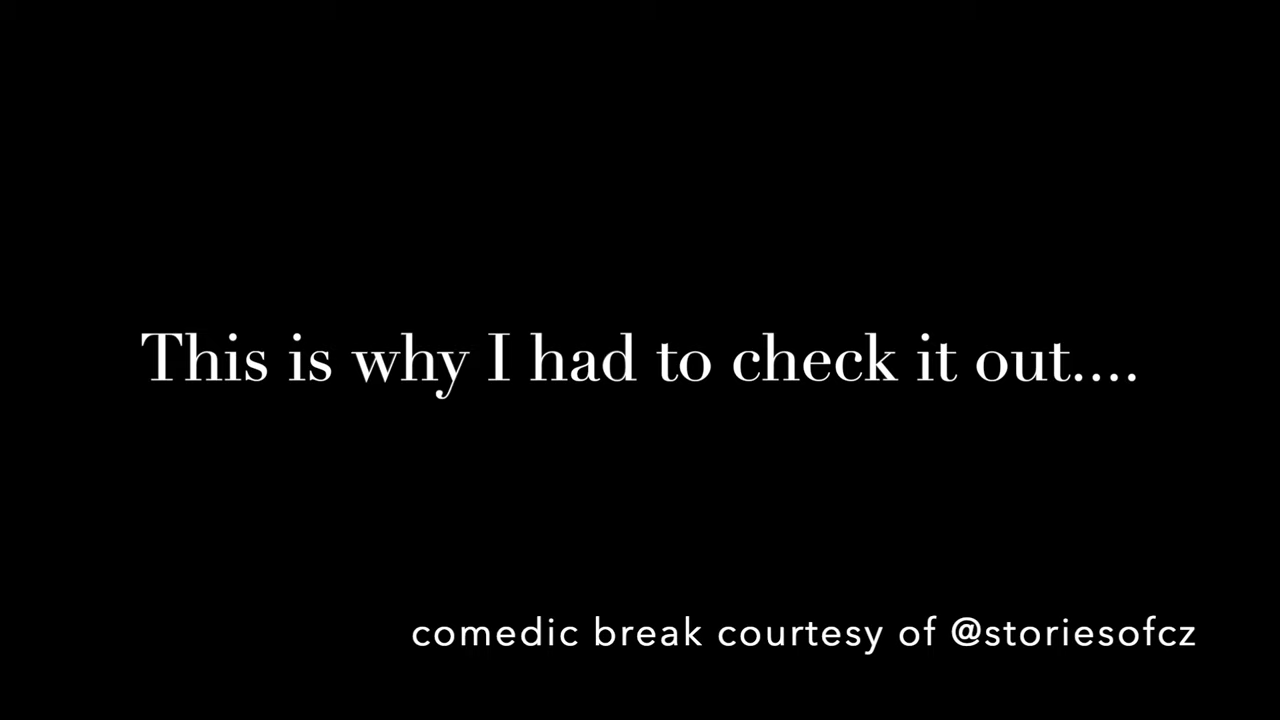 This is why I had to check it out....
comedic break courtesy of @storiesofcz